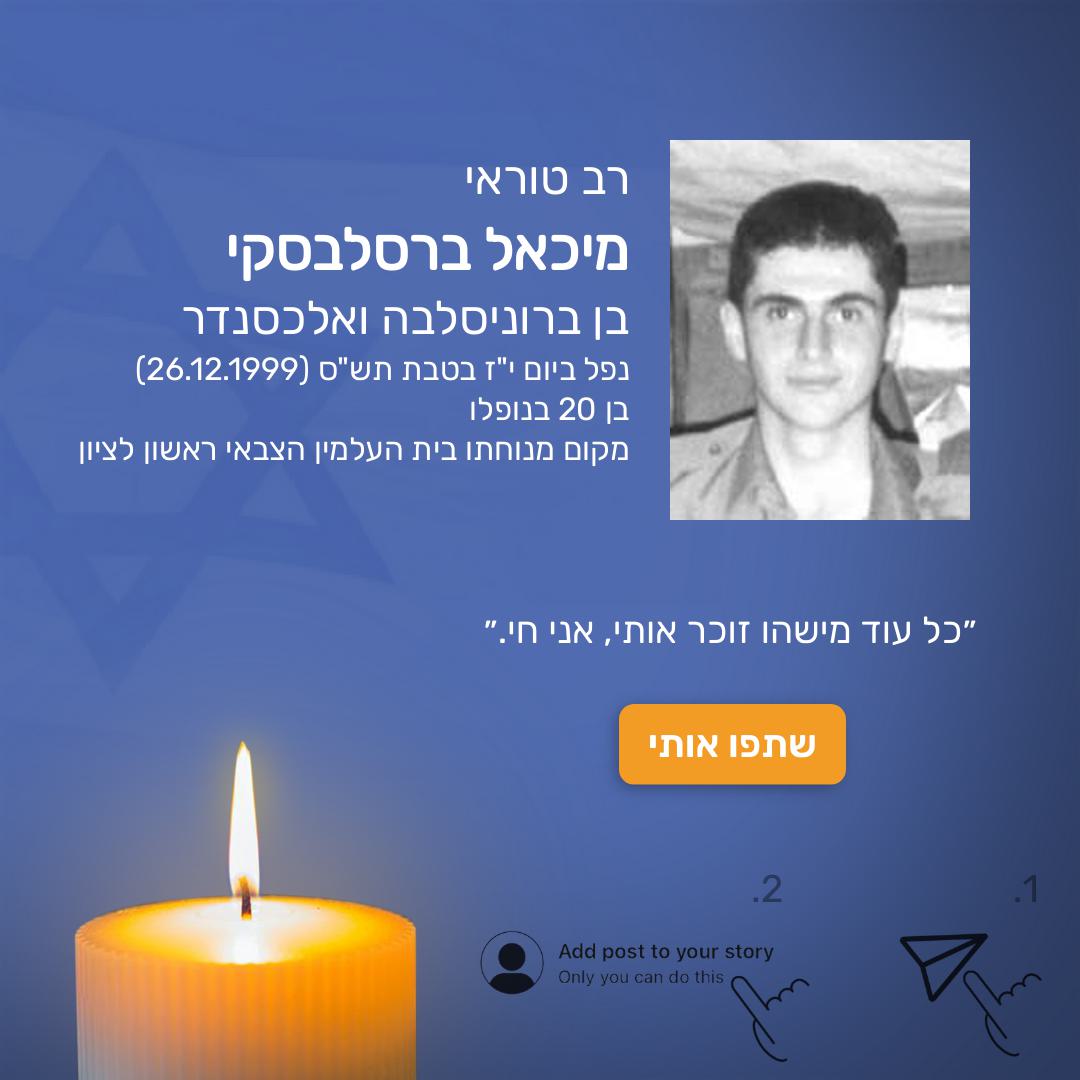 רב טוראי
מיכאל ברסלבסקי
בן ברוניסלבה ואלכסנדר
נפל ביום י"ז בטבת תש"ס (26.12.1999)
בן 20 בנופלו
מקום מנוחתו בית העלמין הצבאי ראשון לציון
״כל עוד מישהו זוכר אותי, אני חי.״
שתפו אותי
.1
.2
Add post to your story
Only you can do this